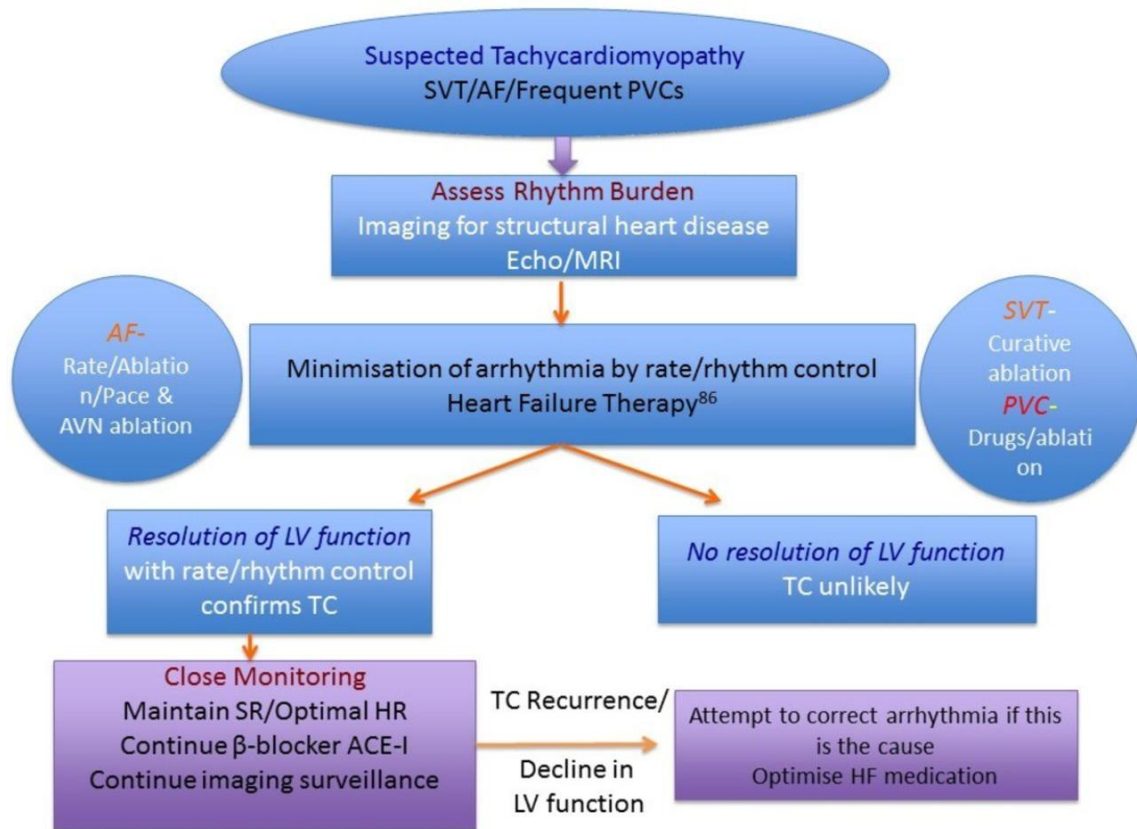 Suspected Tachycardiomyopathy
SVT/AF/Frequent PVCs
Assess Rhythm Burden
Imaging for structural heart disease
Echo/MRI
AF-
Rate/Ablatio
n/Pace &
AVN ablation
Minimisation of arrhythmia by rate/rhythm control
Heart Failure Therapy86
SVT-
Curative
ablation
PVC-
Drugs/ablati
on
Resolution of LV function
with rate/rhythm control
confirms TC
No resolution of LV function
TC unlikely
Close Monitoring
Maintain SR/Optimal HR
Continue β-blocker ACE-I
Continue imaging surveillance
TC Recurrence/
Decline in
LV function
Attempt to correct arrhythmia if this
is the cause
Optimise HF medication